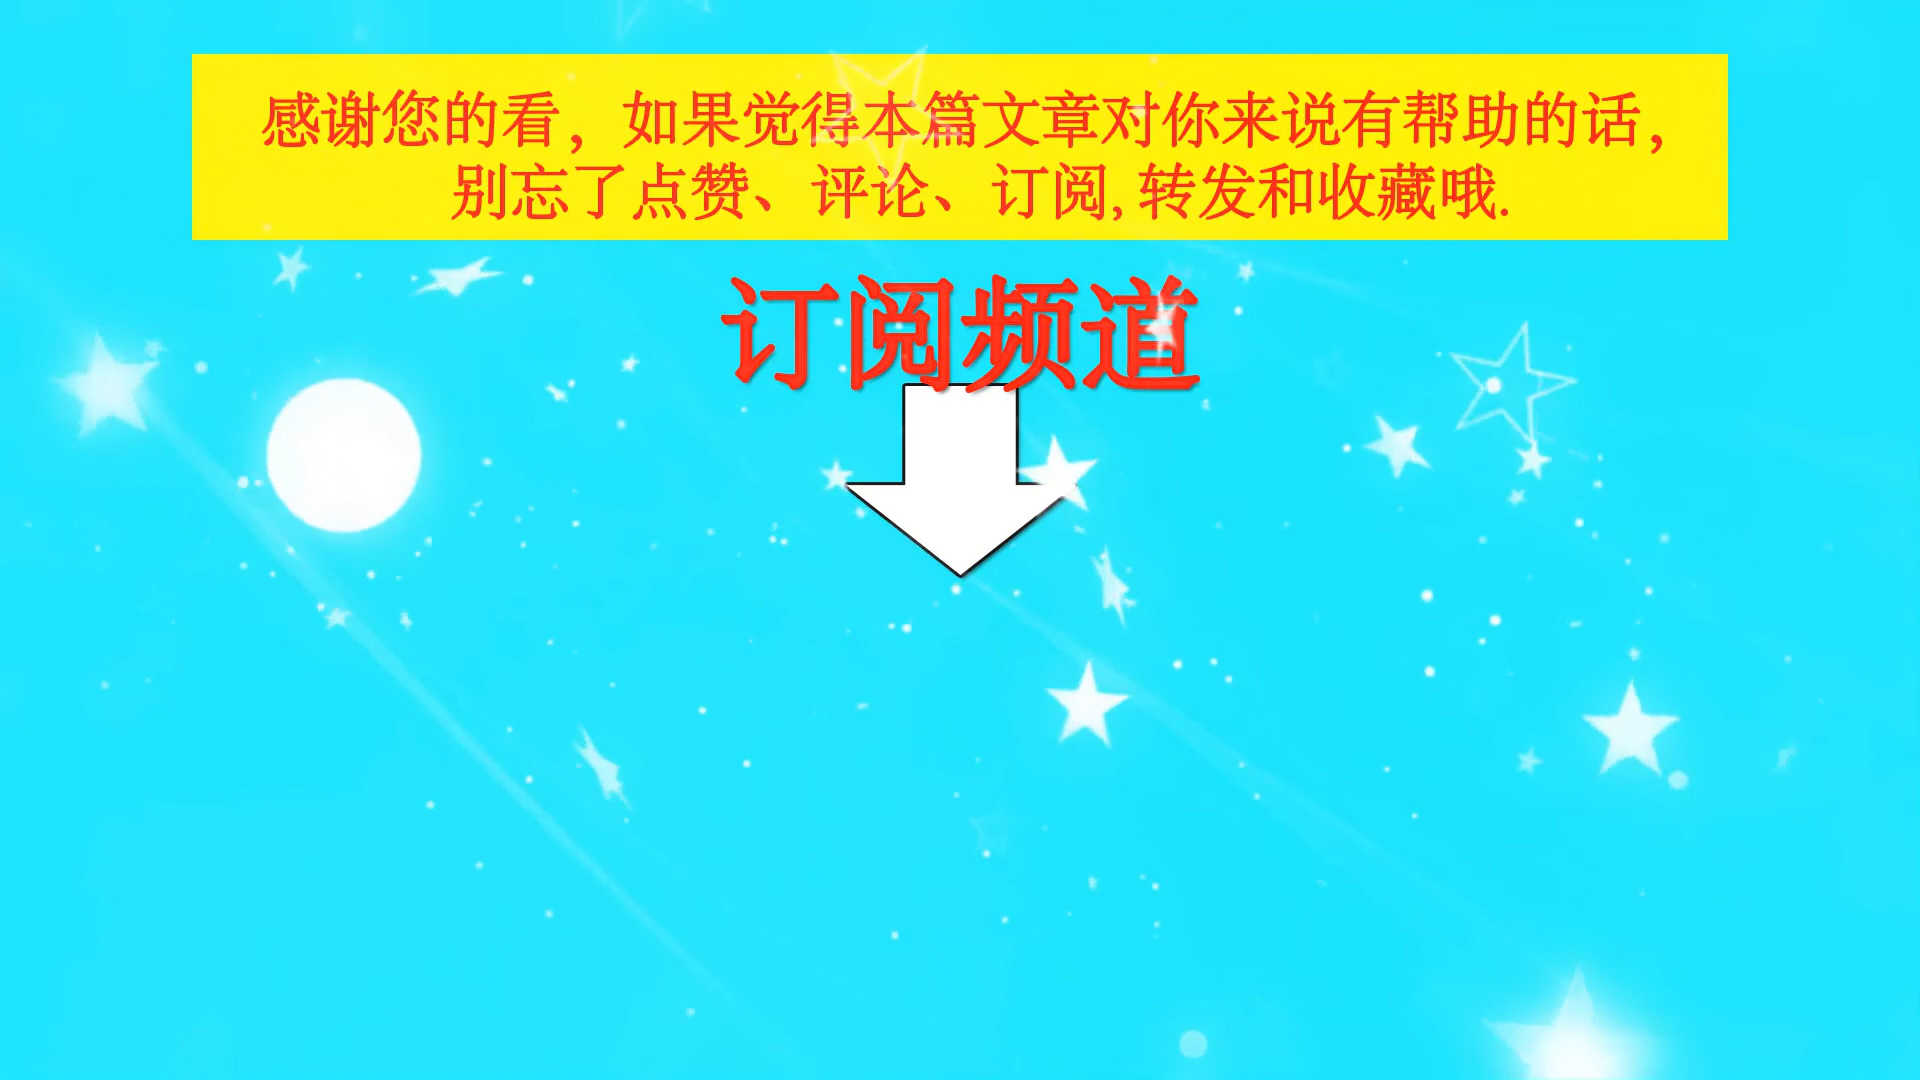 感谢您的看，如果觉得本篇文章对你来说有帮助的话，
别忘了点赞、评论、订阅,转发和收藏哦.
订阅频道